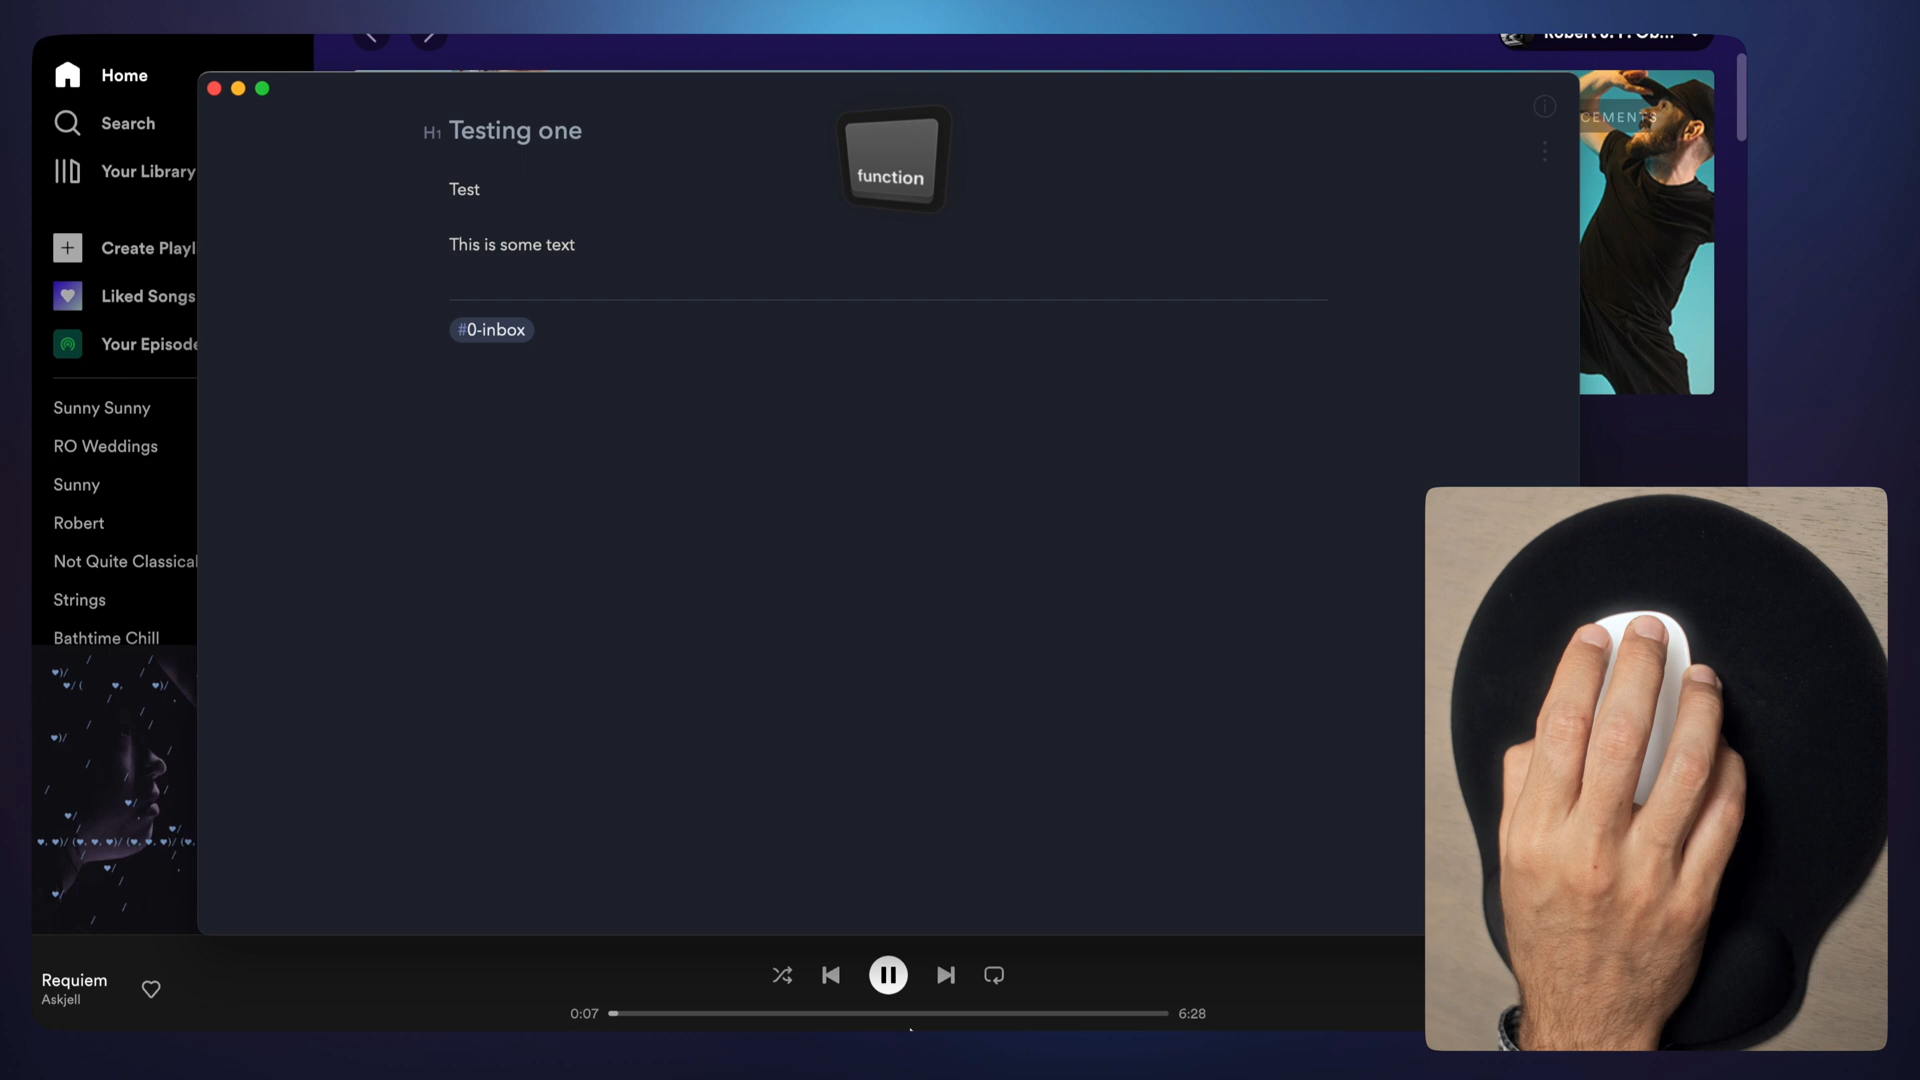 Home
Search
Your Library
Create Playl
Liked Songs
Your Episode
Sunny Sunny
RO Weddings
Sunny
Robert
Not Quite Classical
Strings
Bathtime Chill
H1 Testing one
Test
This is some text
#0-inbox
function
CEMENTS
Requiem
Askjell
0:07
6:28